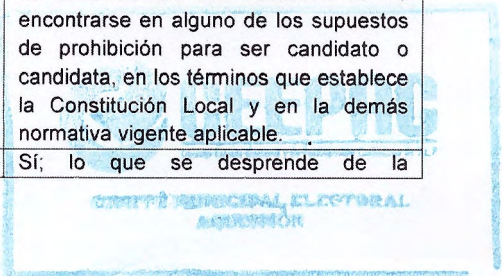 encontrarse en alguno de los supuestos
de prohibición para ser candidato o
candidata, en los términos que establece
la Constitución Local y en la demás
normativa vigente aplicable.
Sí; lo que se desprende de la
COMITÉ MUNICIPAL ELECTORAL
AQUISMÓN